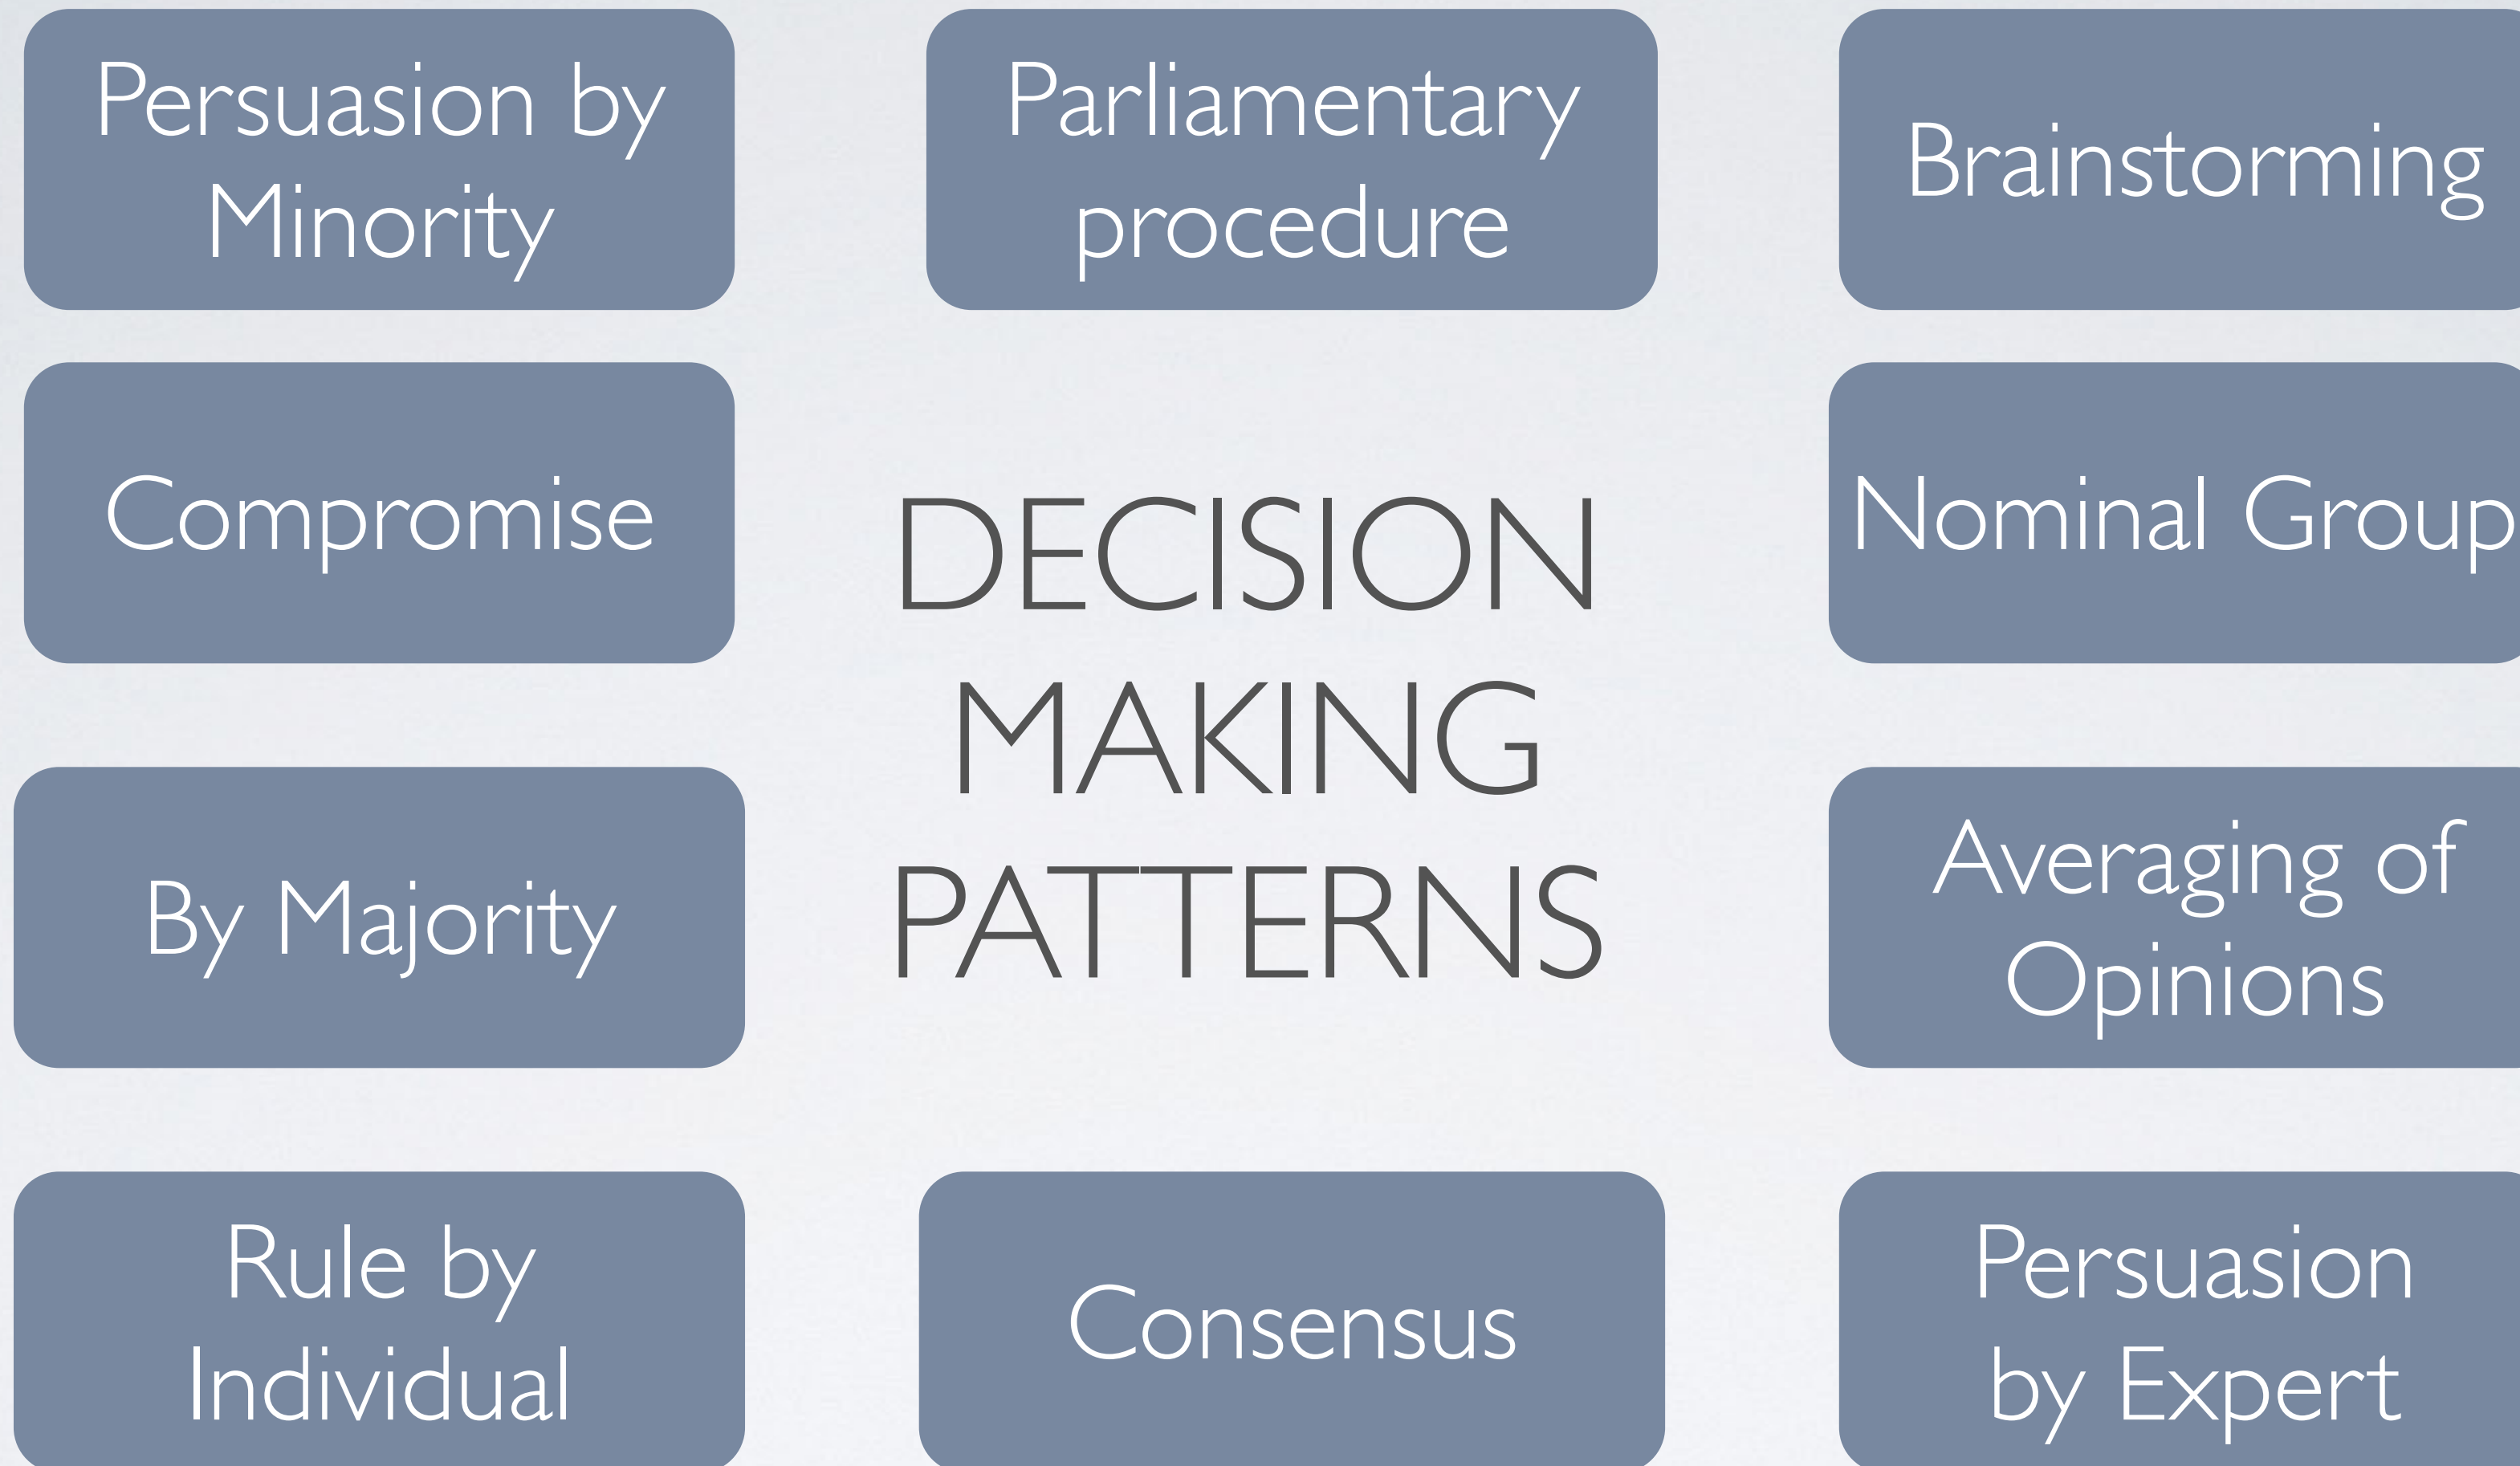 Persuasion by
Minority
Parliamentary
procedure
Brainstorming
Compromise
DECISION
MAKING
PATTERNS
Nominal Group
By Majority
Averaging of
Opinions
Rule by
Individual
Consensus
Persuasion
by Expert